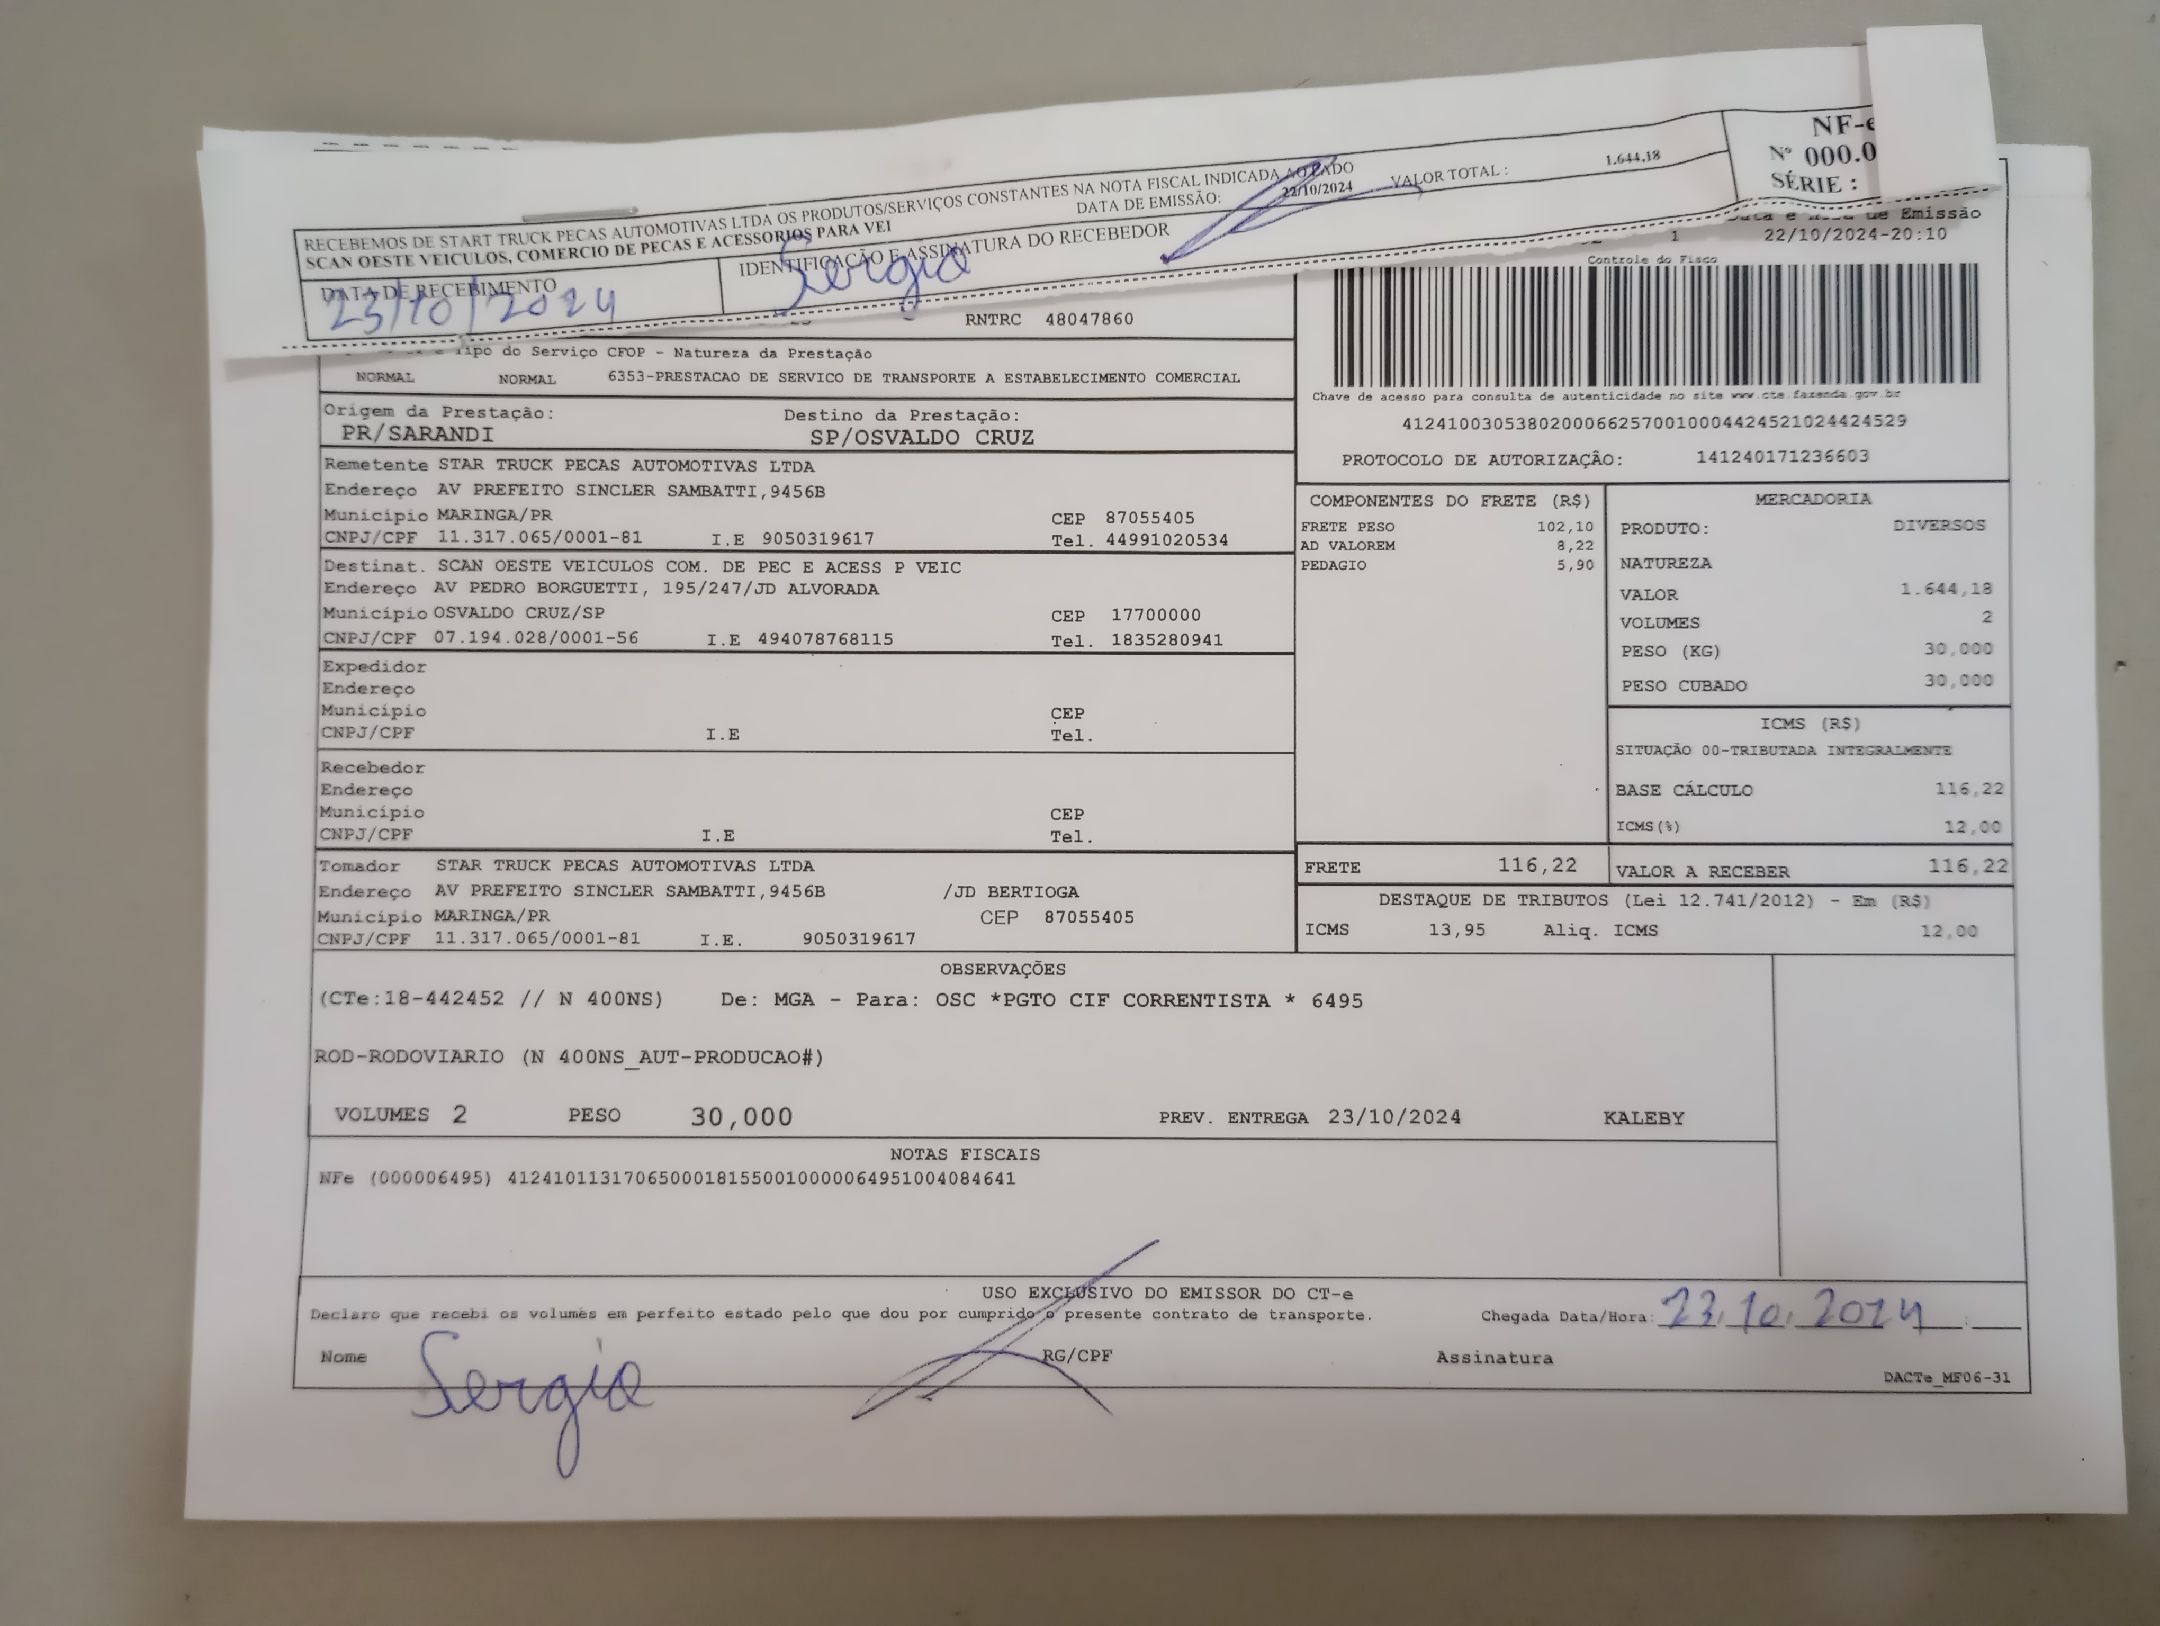 NF-e
Nº 000.0
SÉRIE :
RECEBEMOS DE START TRUCK PECAS AUTOMOTIVAS LTDA OS PRODUTOS/SERVIÇOS CONSTANTES NA NOTA FISCAL INDICADA AO LADO
SCAN OESTE VEICULOS, COMERCIO DE PECAS E ACESSORIOS PARA VEI DATA DE EMISSÃO: 22/10/2024 VALOR TOTAL : 1.644,18
DATA DE RECEBIMENTO IDENTIFICAÇÃO E ASSINATURA DO RECEBEDOR
23/10/2024 Sergio
de Emissão
1 22/10/2024-20:10
Controle do Fisco
RNTRC 48047860
Tipo do Serviço CFOP - Natureza da Prestação
NORMAL NORMAL 6353-PRESTACAO DE SERVICO DE TRANSPORTE A ESTABELECIMENTO COMERCIAL
Chave de acesso para consulta de autenticidade no site www.cte.fazenda.gov.br
41241003053802000662570010004424521024424529
PROTOCOLO DE AUTORIZAÇÂO: 141240171236603
Origem da Prestação: Destino da Prestação:
PR/SARANDI SP/OSVALDO CRUZ
Remetente STAR TRUCK PECAS AUTOMOTIVAS LTDA
Endereço AV PREFEITO SINCLER SAMBATTI,9456B
Município MARINGA/PR CEP 87055405
CNPJ/CPF 11.317.065/0001-81 I.E 9050319617 Tel. 44991020534
Destinat. SCAN OESTE VEICULOS COM. DE PEC E ACESS P VEIC
Endereço AV PEDRO BORGUETTI, 195/247/JD ALVORADA
Município OSVALDO CRUZ/SP CEP 17700000
CNPJ/CPF 07.194.028/0001-56 I.E 494078768115 Tel. 1835280941
Expedidor
Endereço
Município CEP
CNPJ/CPF I.E Tel.
Recebedor
Endereço
Município CEP
CNPJ/CPF I.E Tel.
Tomador STAR TRUCK PECAS AUTOMOTIVAS LTDA
Endereço AV PREFEITO SINCLER SAMBATTI,9456B /JD BERTIOGA
Município MARINGA/PR CEP 87055405
CNPJ/CPF 11.317.065/0001-81 I.E. 9050319617
COMPONENTES DO FRETE (R$)
FRETE PESO 102,10
AD VALOREM 8,22
PEDAGIO 5,90
MERCADORIA
PRODUTO: DIVERSOS
NATUREZA
VALOR 1.644,18
VOLUMES 2
PESO (KG) 30,000
PESO CUBADO 30,000
ICMS (R$)
SITUAÇÃO 00-TRIBUTADA INTEGRALMENTE
BASE CÁLCULO 116,22
ICMS(%) 12,00
FRETE 116,22 VALOR A RECEBER 116,22
DESTAQUE DE TRIBUTOS (Lei 12.741/2012) - Em (R$)
ICMS 13,95 Aliq. ICMS 12,00
OBSERVAÇÕES
(CTe:18-442452 // N 400NS) De: MGA - Para: OSC *PGTO CIF CORRENTISTA * 6495
ROD-RODOVIARIO (N 400NS_AUT-PRODUCAO#)
VOLUMES 2 PESO 30,000 PREV. ENTREGA 23/10/2024 KALEBY
NOTAS FISCAIS
NFe (000006495) 41241011317065000181550010000064951004084641
USO EXCLUSIVO DO EMISSOR DO CT-e
Declaro que recebi os volumes em perfeito estado pelo que dou por cumprido o presente contrato de transporte. Chegada Data/Hora: 23.10.2024 :
Nome Sergio RG/CPF Assinatura
DACTe_MF06-31